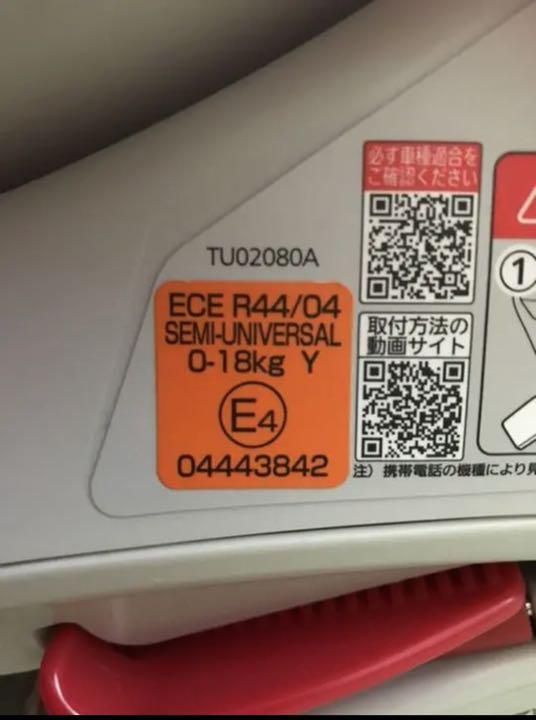 必ず車種適合を
ご確認ください
TU02080A
ECE R44/04
SEMI-UNIVERSAL
0-18kg Y
E4
04443842
取付方法の
動画サイト
注）携帯電話の機種により見
1